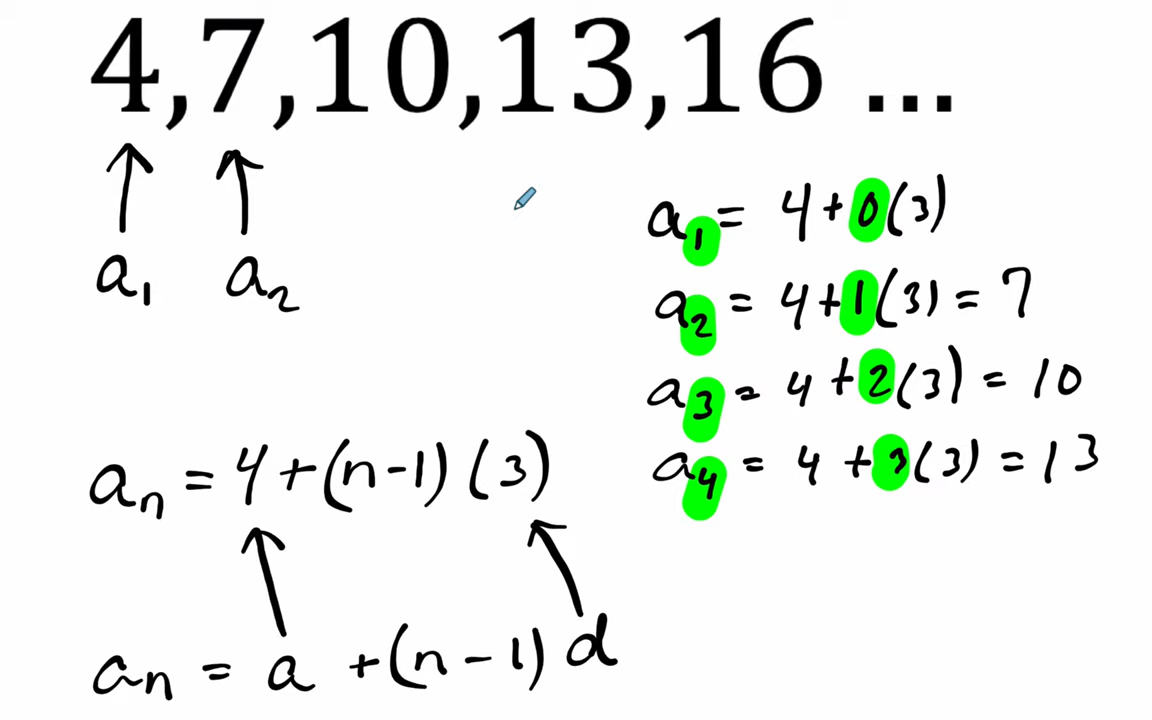 4,7,10,13,16 ...
a₁ a₂
a₁ = 4+0(3)
a₂ = 4+1(3) = 7
a₃ = 4+2(3) = 10
a₄ = 4+3(3) = 13
aₙ = 4+(n-1)(3)
aₙ = a +(n-1)d